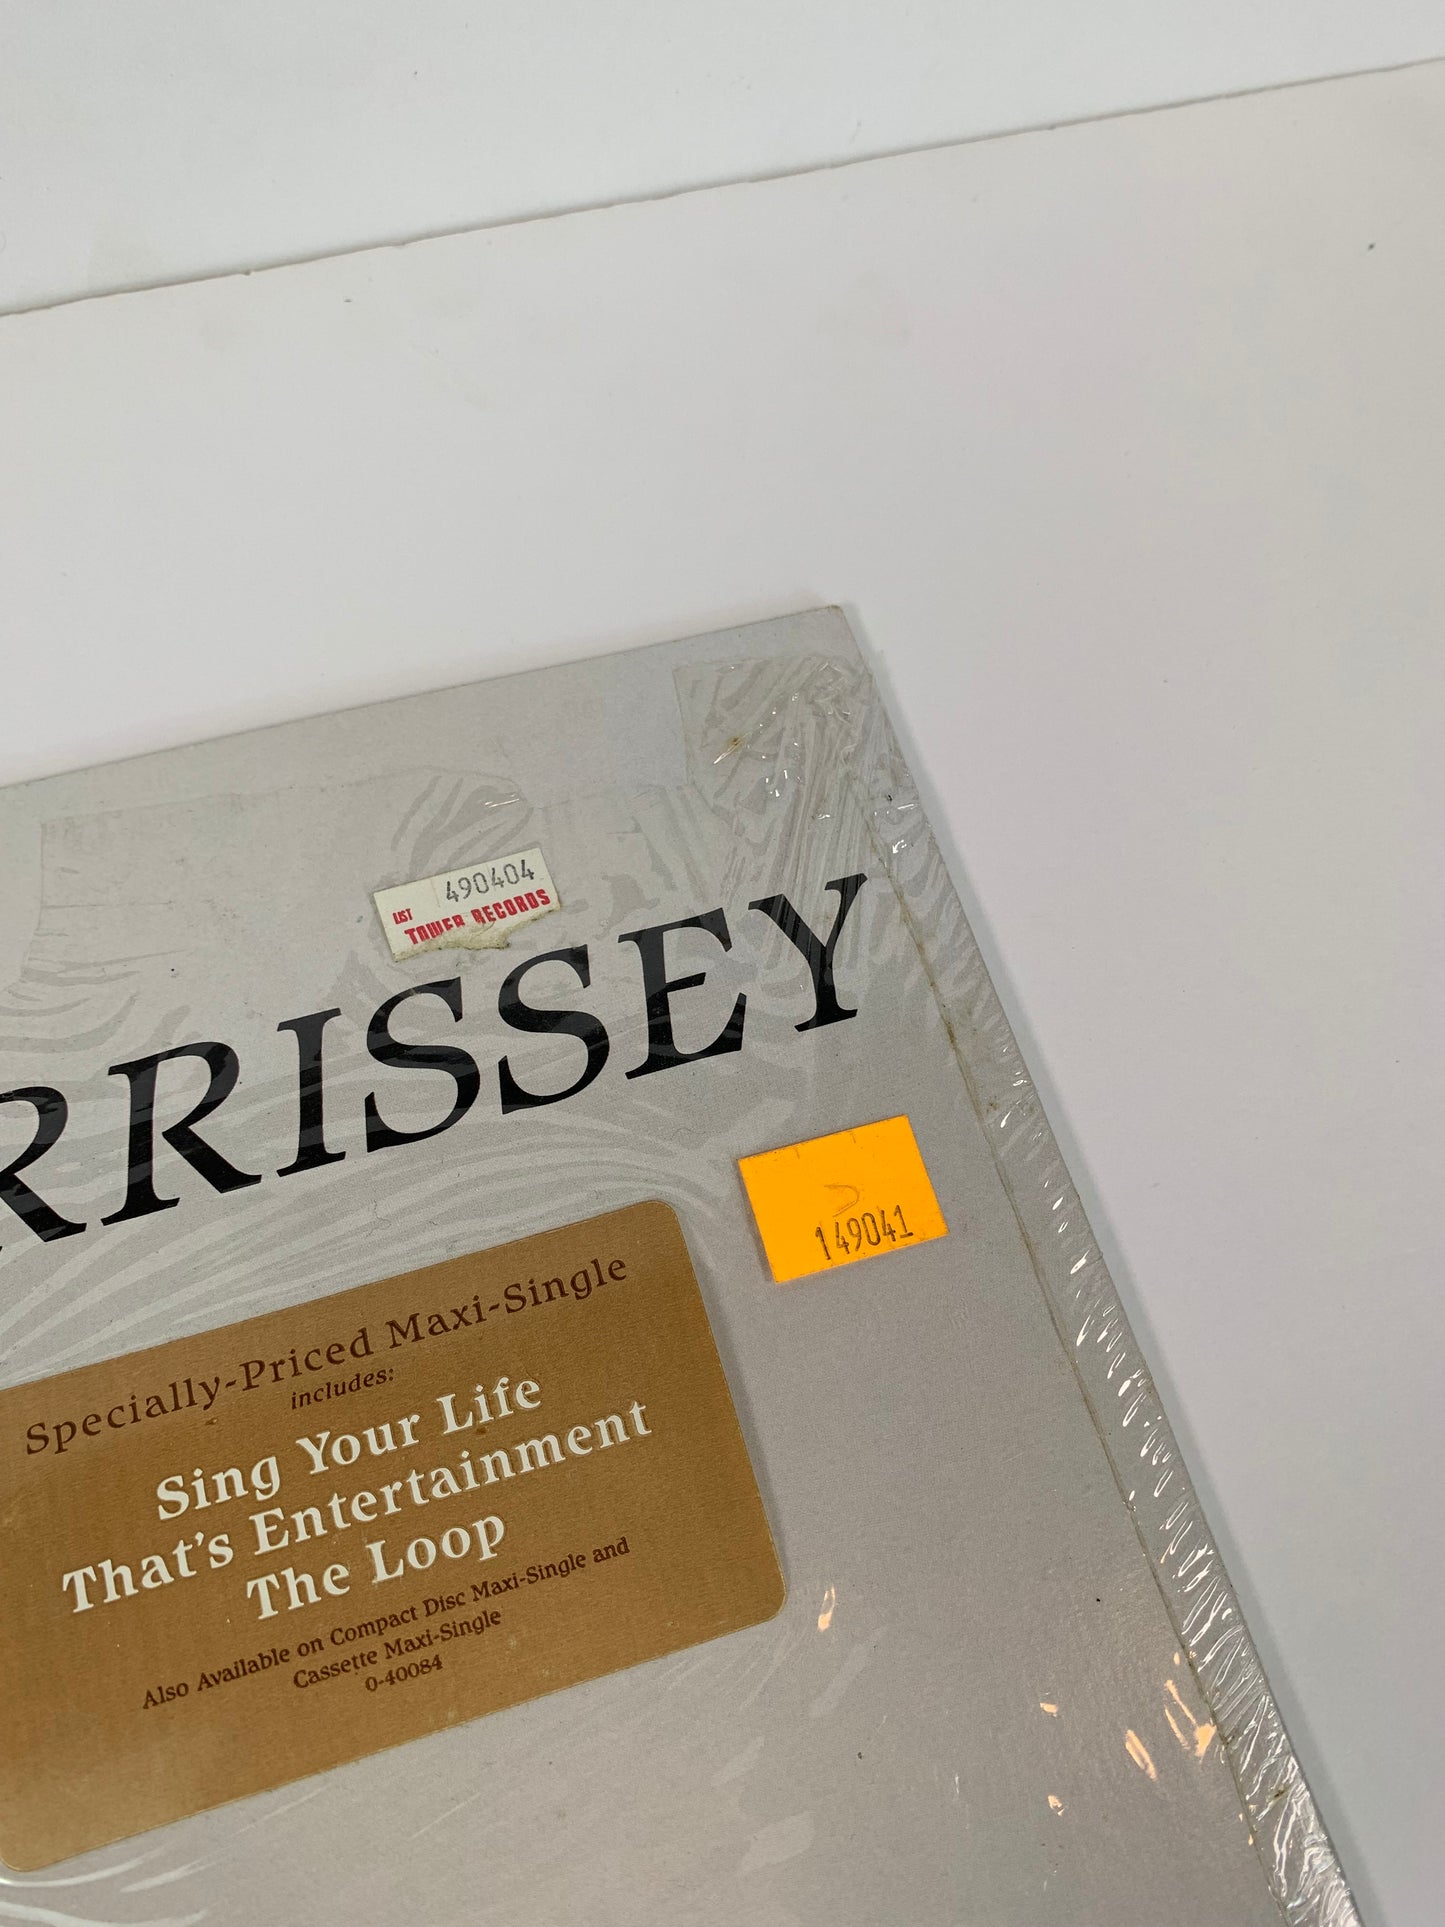 490404
LIST
TOWER RECORDS
RRISSEY
149041
Specially-Priced Maxi-Single
includes:
Sing Your Life
That's Entertainment
The Loop
Also Available on Compact Disc Maxi-Single and
Cassette Maxi-Single
0-40084